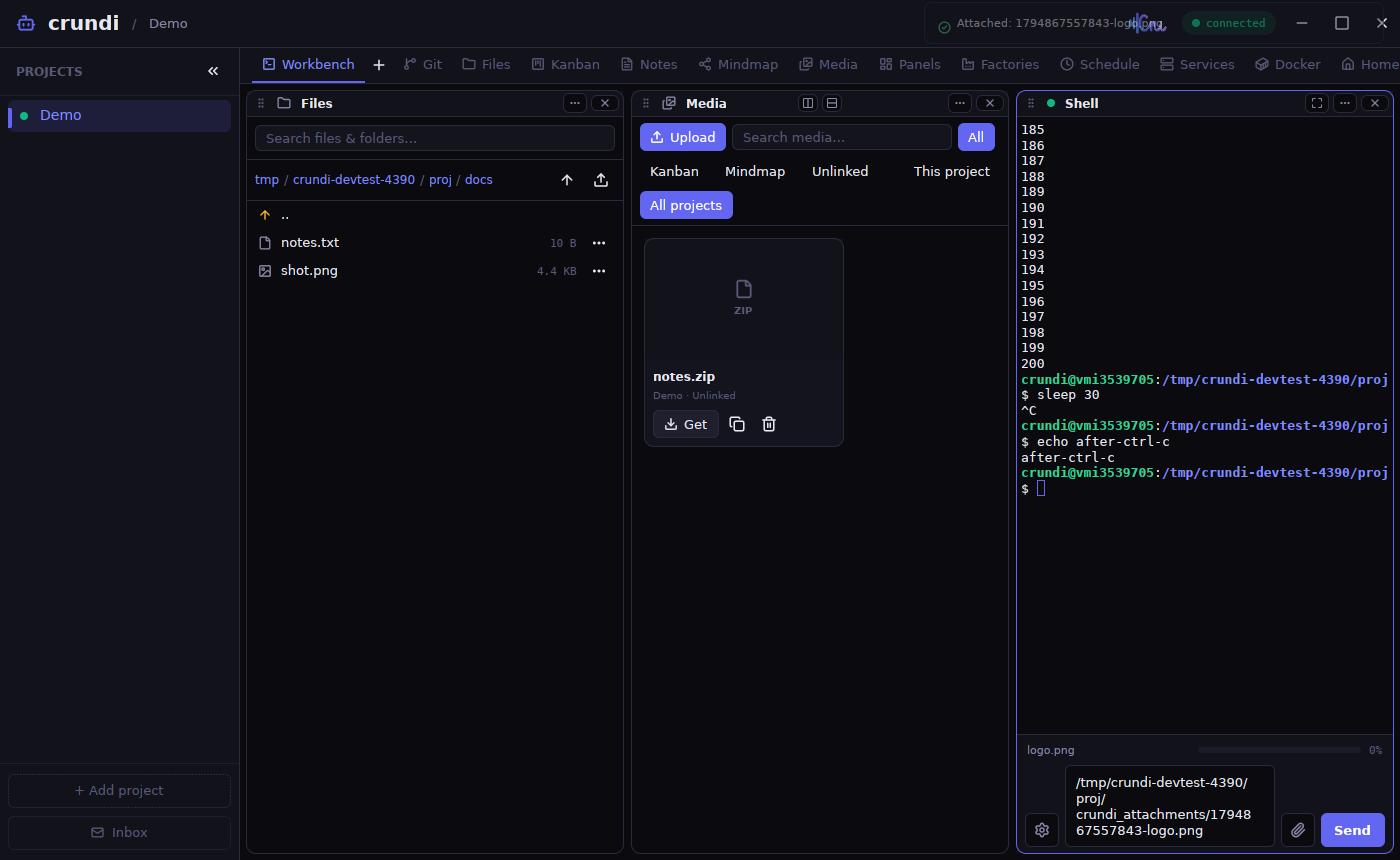 crundi / Demo
Attached: 1794867557843-logo.png
connected
PROJECTS
Workbench
Git
Files
Kanban
Notes
Mindmap
Media
Panels
Factories
Schedule
Services
Docker
Home
Demo
+ Add project
Inbox
Files
Search files & folders...
tmp / crundi-devtest-4390 / proj / docs
..
notes.txt 10 B
shot.png 4.4 KB
Media
Upload
Search media...
All
Kanban
Mindmap
Unlinked
This project
All projects
ZIP
notes.zip
Demo · Unlinked
Get
Shell
185
186
187
188
189
190
191
192
193
194
195
196
197
198
199
200
crundi@vmi3539705:/tmp/crundi-devtest-4390/proj
$ sleep 30
^C
crundi@vmi3539705:/tmp/crundi-devtest-4390/proj
$ echo after-ctrl-c
after-ctrl-c
crundi@vmi3539705:/tmp/crundi-devtest-4390/proj
$
logo.png 0%
/tmp/crundi-devtest-4390/
proj/
crundi_attachments/17948
67557843-logo.png
Send